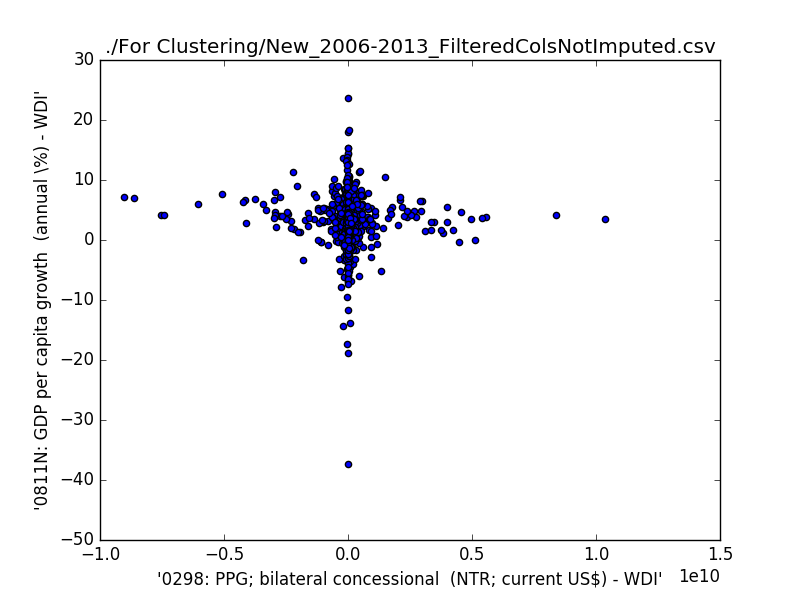 ./For Clustering/New_2006-2013_FilteredColsNotImputed.csv
30
20
10
0
−10
−20
−30
−40
−50
'0811N: GDP per capita growth  (annual \%) - WDI'
−1.0 −0.5 0.0 0.5 1.0 1.5
1e10
'0298: PPG; bilateral concessional  (NTR; current US$) - WDI'